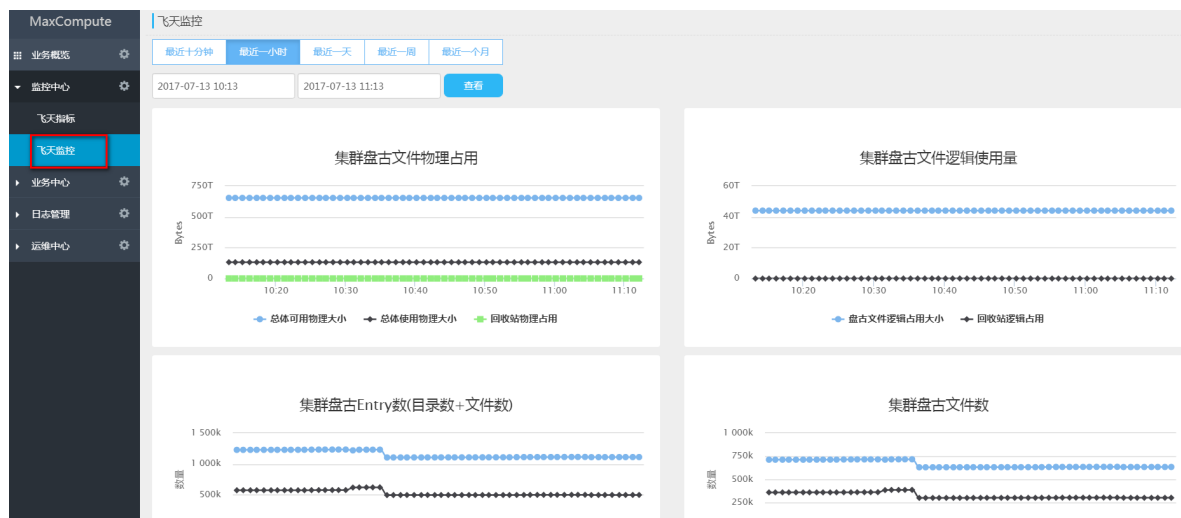 MaxCompute
业务概览
监控中心
飞天指标
飞天监控
业务中心
日志管理
运维中心
飞天监控
最近十分钟 最近一小时 最近一天 最近一周 最近一个月
2017-07-13 10:13 2017-07-13 11:13 查看
集群盘古文件物理占用
750T
500T
250T
0
Bytes
10:20 10:30 10:40 10:50 11:00 11:10
总体可用物理大小 总体使用物理大小 回收站物理占用
集群盘古文件逻辑使用量
60T
40T
20T
0
Bytes
10:20 10:30 10:40 10:50 11:00 11:10
盘古文件逻辑占用大小 回收站逻辑占用
集群盘古Entry数(目录数+文件数)
1 500k
1 000k
500k
数量
集群盘古文件数
1 000k
750k
500k
250k
数量